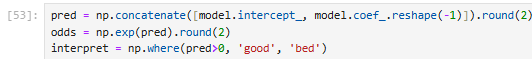 [53]: pred = np.concatenate([model.intercept_, model.coef_.reshape(-1)]).round(2)
odds = np.exp(pred).round(2)
interpret = np.where(pred>0, 'good', 'bed')